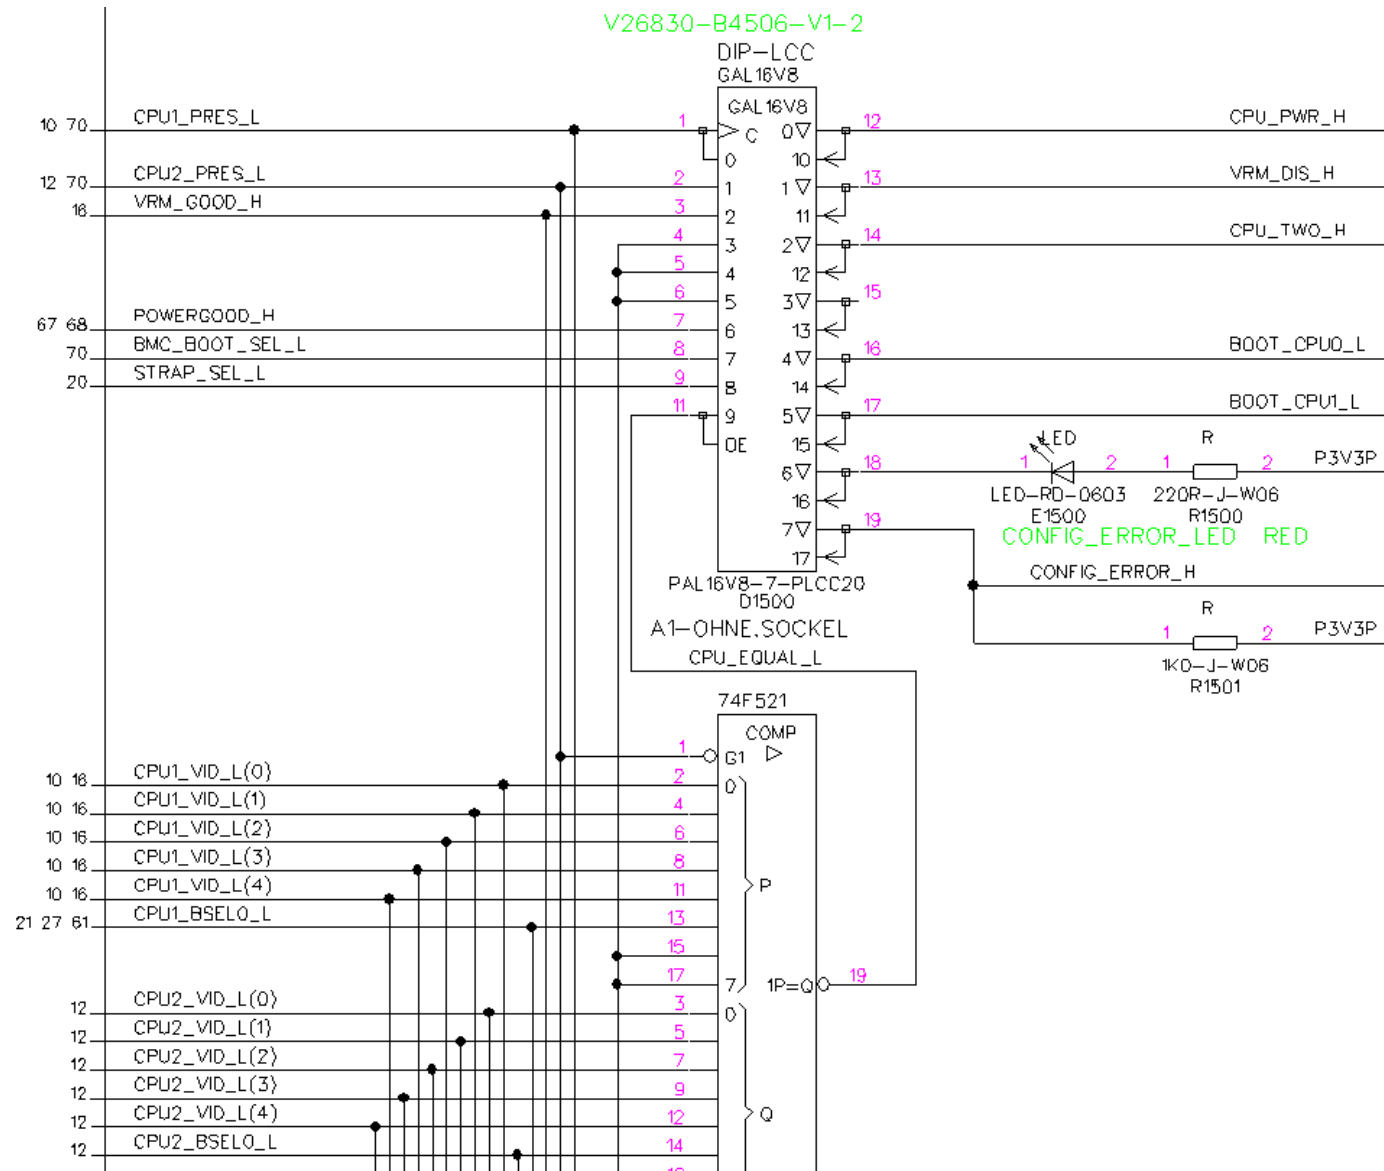 V26830-B4506-V1-2
DIP-LCC
GAL16V8
GAL16V8
10 70 CPU1_PRES_L 1 C 0 12 CPU_PWR_H
0 10
12 70 CPU2_PRES_L 2 1 1 13 VRM_DIS_H
16 VRM_GOOD_H 3 2 11
4 3 2 14 CPU_TWO_H
5 4 12
6 5 3 15
67 68 POWERGOOD_H 7 6 13
70 BMC_BOOT_SEL_L 8 7 4 16 BOOT_CPU0_L
20 STRAP_SEL_L 9 8 14
11 9 5 17 BOOT_CPU1_L
OE 15
LED R
6 18 1 2 1 2 P3V3P
16 LED-RD-0603 220R-J-W06
E1500 R1500
7 19 CONFIG_ERROR_LED RED
17 CONFIG_ERROR_H
PAL16V8-7-PLCC20
D1500
R
A1-OHNE.SOCKEL
1 2 P3V3P
CPU_EQUAL_L
1K0-J-W06
R1501
74F521
COMP
1 G1
10 16 CPU1_VID_L(0) 2 0
10 16 CPU1_VID_L(1) 4
10 16 CPU1_VID_L(2) 6
10 16 CPU1_VID_L(3) 8
10 16 CPU1_VID_L(4) 11 P
21 27 61 CPU1_BSEL0_L 13
15
17 7 1P=Q 19
12 CPU2_VID_L(0) 3 0
12 CPU2_VID_L(1) 5
12 CPU2_VID_L(2) 7
12 CPU2_VID_L(3) 9
12 CPU2_VID_L(4) 12 Q
12 CPU2_BSEL0_L 14